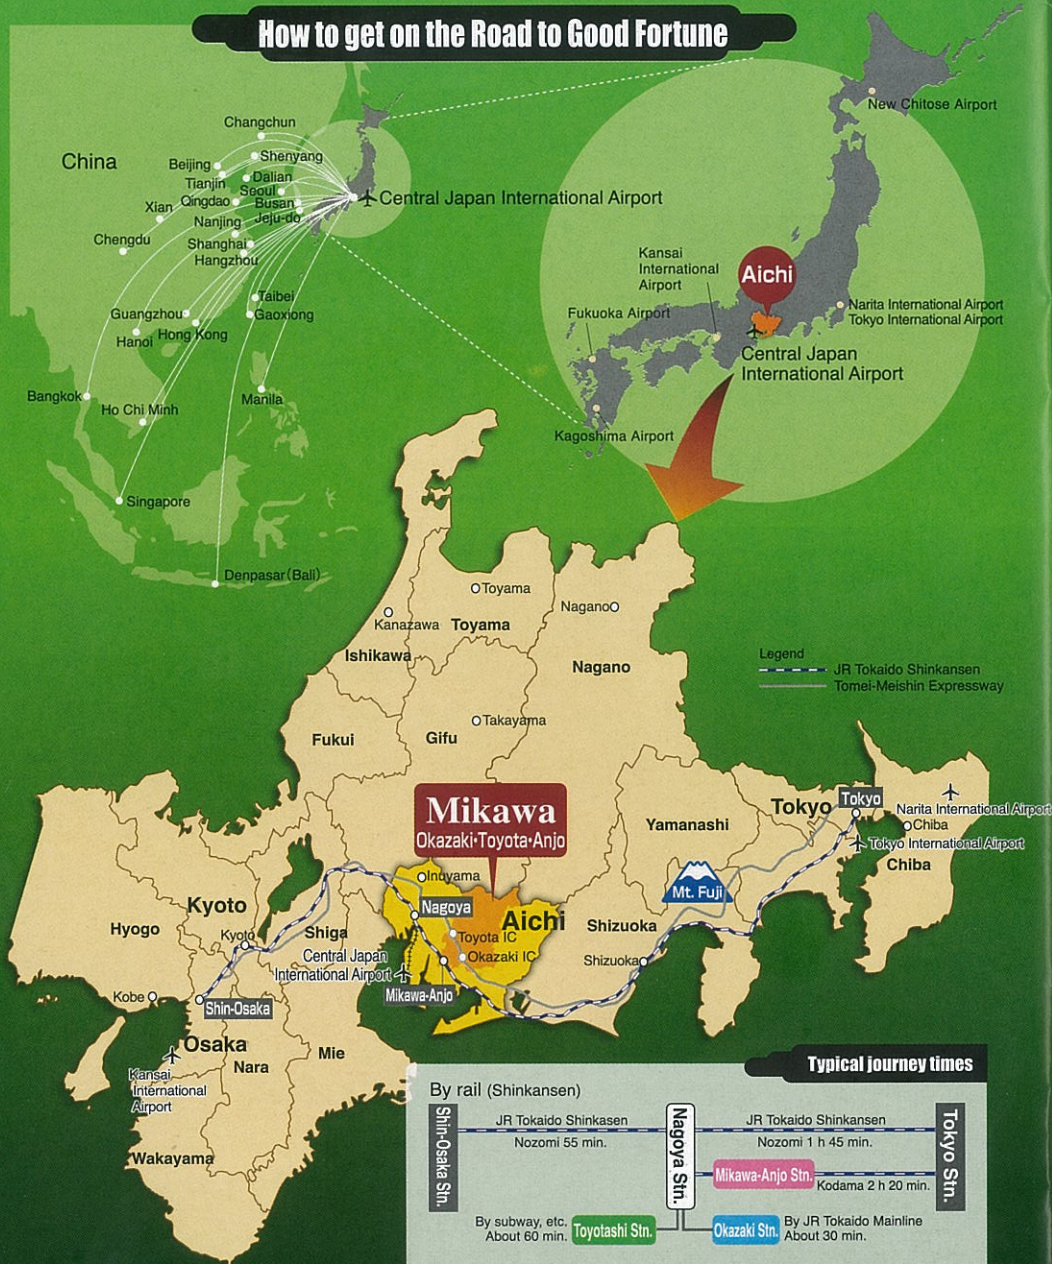 How to get on the Road to Good Fortune
New Chitose Airport
Changchun
China
Beijing
Shenyang
Tianjin
Dalian
Seoul
Xian
Qingdao
Busan
Jeju-do
Central Japan International Airport
Nanjing
Chengdu
Shanghai
Hangzhou
Kansai
International
Airport
Aichi
Taibei
Guangzhou
Gaoxiong
Fukuoka Airport
Narita International Airport
Tokyo International Airport
Hanoi
Hong Kong
Central Japan
International Airport
Bangkok
Ho Chi Minh
Manila
Kagoshima Airport
Singapore
Denpasar(Bali)
Toyama
Nagano
Kanazawa
Toyama
Ishikawa
Nagano
Legend
JR Tokaido Shinkansen
Tomei-Meishin Expressway
Takayama
Fukui
Gifu
Mikawa
Okazaki•Toyota•Anjo
Tokyo
Tokyo
Narita International Airport
Yamanashi
Chiba
Tokyo International Airport
Chiba
Inuyama
Mt. Fuji
Kyoto
Nagoya
Aichi
Hyogo
Kyoto
Shiga
Shizuoka
Toyota IC
Central Japan
International Airport
Okazaki IC
Shizuoka
Kobe
Shin-Osaka
Mikawa-Anjo
Osaka
Nara
Mie
Kansai
International
Airport
Wakayama
Typical journey times
By rail (Shinkansen)
Shin-Osaka Stn.
JR Tokaido Shinkasen
Nozomi 55 min.
Nagoya Stn.
JR Tokaido Shinkansen
Nozomi 1 h 45 min.
Tokyo Stn.
Mikawa-Anjo Stn.
Kodama 2 h 20 min.
By subway, etc.
About 60 min.
Toyotashi Stn.
Okazaki Stn.
By JR Tokaido Mainline
About 30 min.